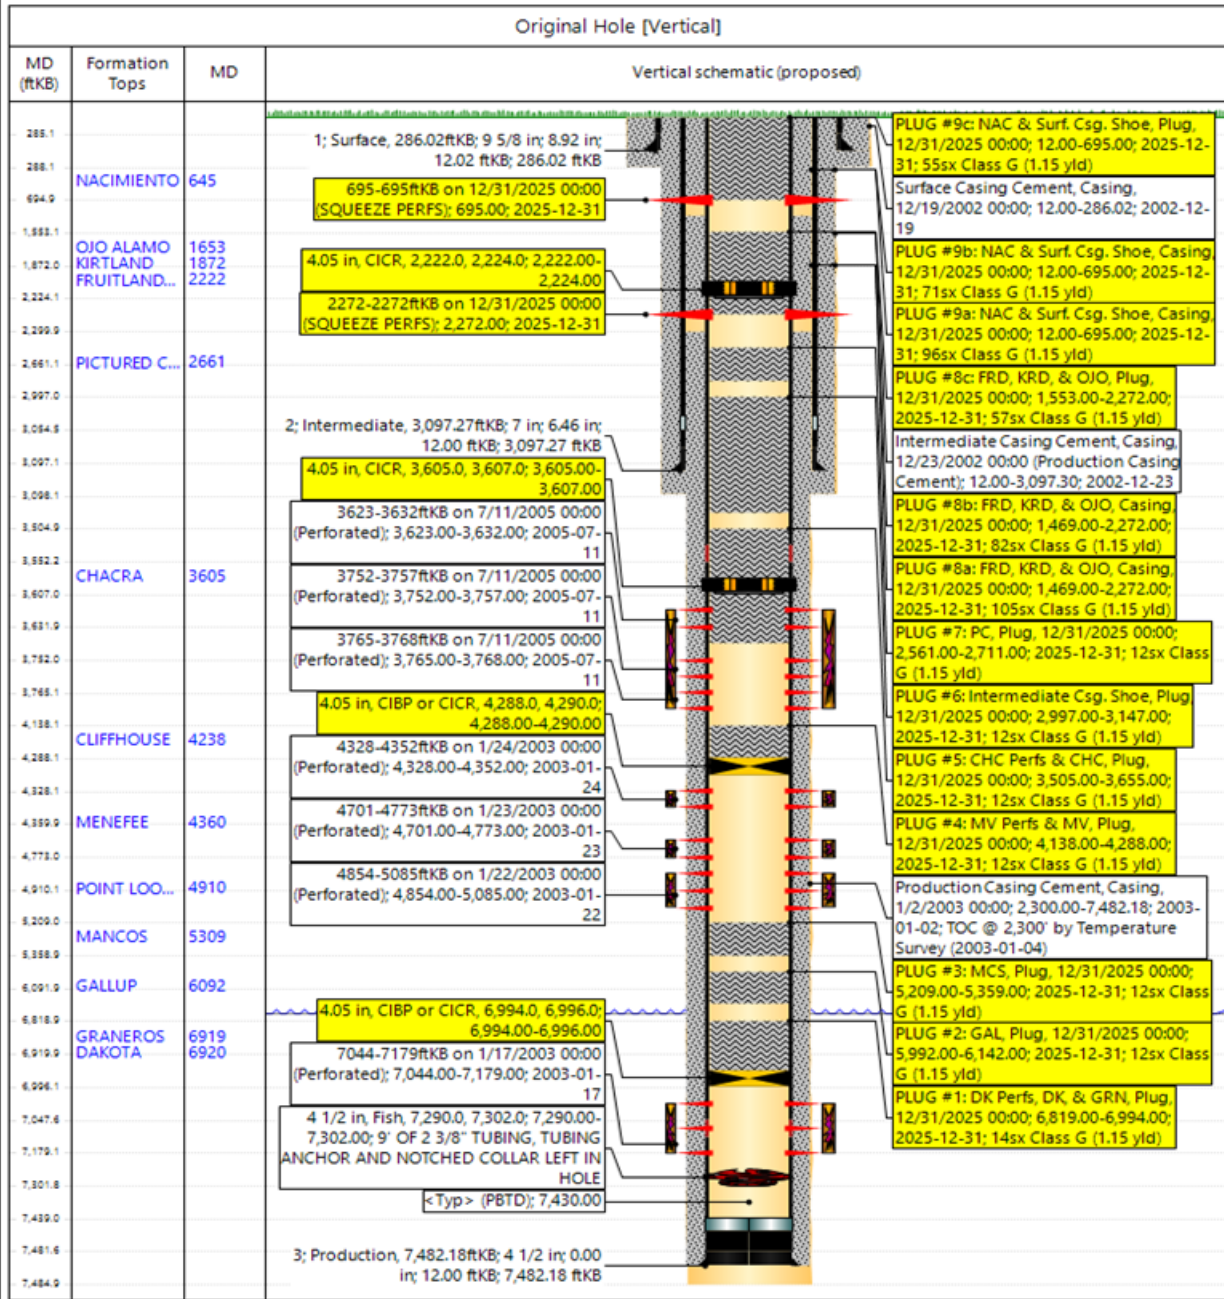 Original Hole [Vertical]
MD
(ftKB)
Formation
Tops
MD
Vertical schematic (proposed)
285.1
288.1
694.9
1,553.1
1,872.0
2,224.1
2,299.9
2,661.1
2,997.0
3,097.1
3,098.1
3,504.9
3,552.2
3,607.0
3,631.9
3,752.0
3,765.1
4,138.1
4,288.1
4,328.1
4,359.9
4,773.0
4,910.1
5,209.0
5,358.9
6,091.9
6,818.9
6,919.9
6,996.1
7,047.6
7,179.1
7,301.8
7,439.0
7,481.6
7,484.9
NACIMIENTO 645
OJO ALAMO 1653
KIRTLAND 1872
FRUITLAND... 2222
PICTURED C... 2661
CHACRA 3605
CLIFFHOUSE 4238
MENEFEE 4360
POINT LOO... 4910
MANCOS 5309
GALLUP 6092
GRANEROS 6919
DAKOTA 6920
1; Surface, 286.02ftKB; 9 5/8 in; 8.92 in;
12.02 ftKB; 286.02 ftKB
695-695ftKB on 12/31/2025 00:00
(SQUEEZE PERFS); 695.00; 2025-12-31
4.05 in, CICR, 2,222.0, 2,224.0; 2,222.00-
2,224.00
2272-2272ftKB on 12/31/2025 00:00
(SQUEEZE PERFS); 2,272.00; 2025-12-31
2; Intermediate, 3,097.27ftKB; 7 in; 6.46 in;
12.00 ftKB; 3,097.27 ftKB
4.05 in, CICR, 3,605.0, 3,607.0; 3,605.00-
3,607.00
3623-3632ftKB on 7/11/2005 00:00
(Perforated); 3,623.00-3,632.00; 2005-07-
11
3752-3757ftKB on 7/11/2005 00:00
(Perforated); 3,752.00-3,757.00; 2005-07-
11
3765-3768ftKB on 7/11/2005 00:00
(Perforated); 3,765.00-3,768.00; 2005-07-
11
4.05 in, CIBP or CICR, 4,288.0, 4,290.0;
4,288.00-4,290.00
4328-4352ftKB on 1/24/2003 00:00
(Perforated); 4,328.00-4,352.00; 2003-01-
24
4701-4773ftKB on 1/23/2003 00:00
(Perforated); 4,701.00-4,773.00; 2003-01-
23
4854-5085ftKB on 1/22/2003 00:00
(Perforated); 4,854.00-5,085.00; 2003-01-
22
4.05 in, CIBP or CICR, 6,994.0, 6,996.0;
6,994.00-6,996.00
7044-7179ftKB on 1/17/2003 00:00
(Perforated); 7,044.00-7,179.00; 2003-01-
17
4 1/2 in, Fish, 7,290.0, 7,302.0; 7,290.00-
7,302.00; 9' OF 2 3/8" TUBING, TUBING
ANCHOR AND NOTCHED COLLAR LEFT IN
HOLE
<Typ> (PBTD); 7,430.00
3; Production, 7,482.18ftKB; 4 1/2 in; 0.00
in; 12.00 ftKB; 7,482.18 ftKB
PLUG #9c: NAC & Surf. Csg. Shoe, Plug,
12/31/2025 00:00; 12.00-695.00; 2025-12-
31; 55sx Class G (1.15 yld)
Surface Casing Cement, Casing,
12/19/2002 00:00; 12.00-286.02; 2002-12-
19
PLUG #9b: NAC & Surf. Csg. Shoe, Casing,
12/31/2025 00:00; 12.00-695.00; 2025-12-
31; 71sx Class G (1.15 yld)
PLUG #9a: NAC & Surf. Csg. Shoe, Casing,
12/31/2025 00:00; 12.00-695.00; 2025-12-
31; 96sx Class G (1.15 yld)
PLUG #8c: FRD, KRD, & OJO, Plug,
12/31/2025 00:00; 1,553.00-2,272.00;
2025-12-31; 57sx Class G (1.15 yld)
Intermediate Casing Cement, Casing,
12/23/2002 00:00 (Production Casing
Cement); 12.00-3,097.30; 2002-12-23
PLUG #8b: FRD, KRD, & OJO, Casing,
12/31/2025 00:00; 1,469.00-2,272.00;
2025-12-31; 82sx Class G (1.15 yld)
PLUG #8a: FRD, KRD, & OJO, Casing,
12/31/2025 00:00; 1,469.00-2,272.00;
2025-12-31; 105sx Class G (1.15 yld)
PLUG #7: PC, Plug, 12/31/2025 00:00;
2,561.00-2,711.00; 2025-12-31; 12sx Class
G (1.15 yld)
PLUG #6: Intermediate Csg. Shoe, Plug,
12/31/2025 00:00; 2,997.00-3,147.00;
2025-12-31; 12sx Class G (1.15 yld)
PLUG #5: CHC Perfs & CHC, Plug,
12/31/2025 00:00; 3,505.00-3,655.00;
2025-12-31; 12sx Class G (1.15 yld)
PLUG #4: MV Perfs & MV, Plug,
12/31/2025 00:00; 4,138.00-4,288.00;
2025-12-31; 12sx Class G (1.15 yld)
Production Casing Cement, Casing,
1/2/2003 00:00; 2,300.00-7,482.18; 2003-
01-02; TOC @ 2,300' by Temperature
Survey (2003-01-04)
PLUG #3: MCS, Plug, 12/31/2025 00:00;
5,209.00-5,359.00; 2025-12-31; 12sx Class
G (1.15 yld)
PLUG #2: GAL, Plug, 12/31/2025 00:00;
5,992.00-6,142.00; 2025-12-31; 12sx Class
G (1.15 yld)
PLUG #1: DK Perfs, DK, & GRN, Plug,
12/31/2025 00:00; 6,819.00-6,994.00;
2025-12-31; 14sx Class G (1.15 yld)